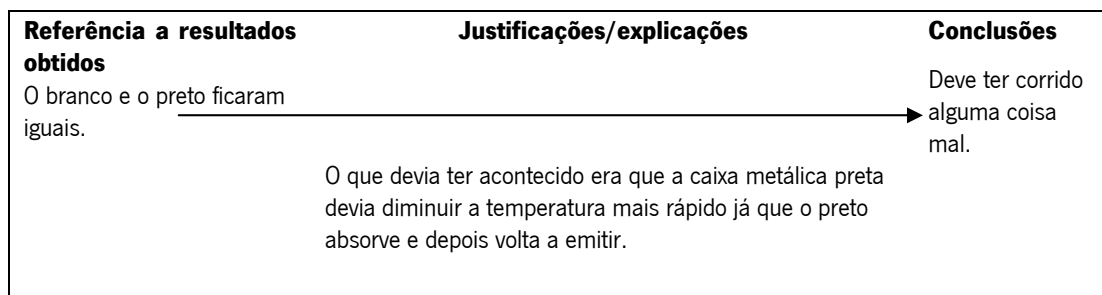 Referência a resultados obtidos
Justificações/explicações
Conclusões
O branco e o preto ficaram
iguais.
Deve ter corrido
alguma coisa
mal.
O que devia ter acontecido era que a caixa metálica preta
devia diminuir a temperatura mais rápido já que o preto
absorve e depois volta a emitir.